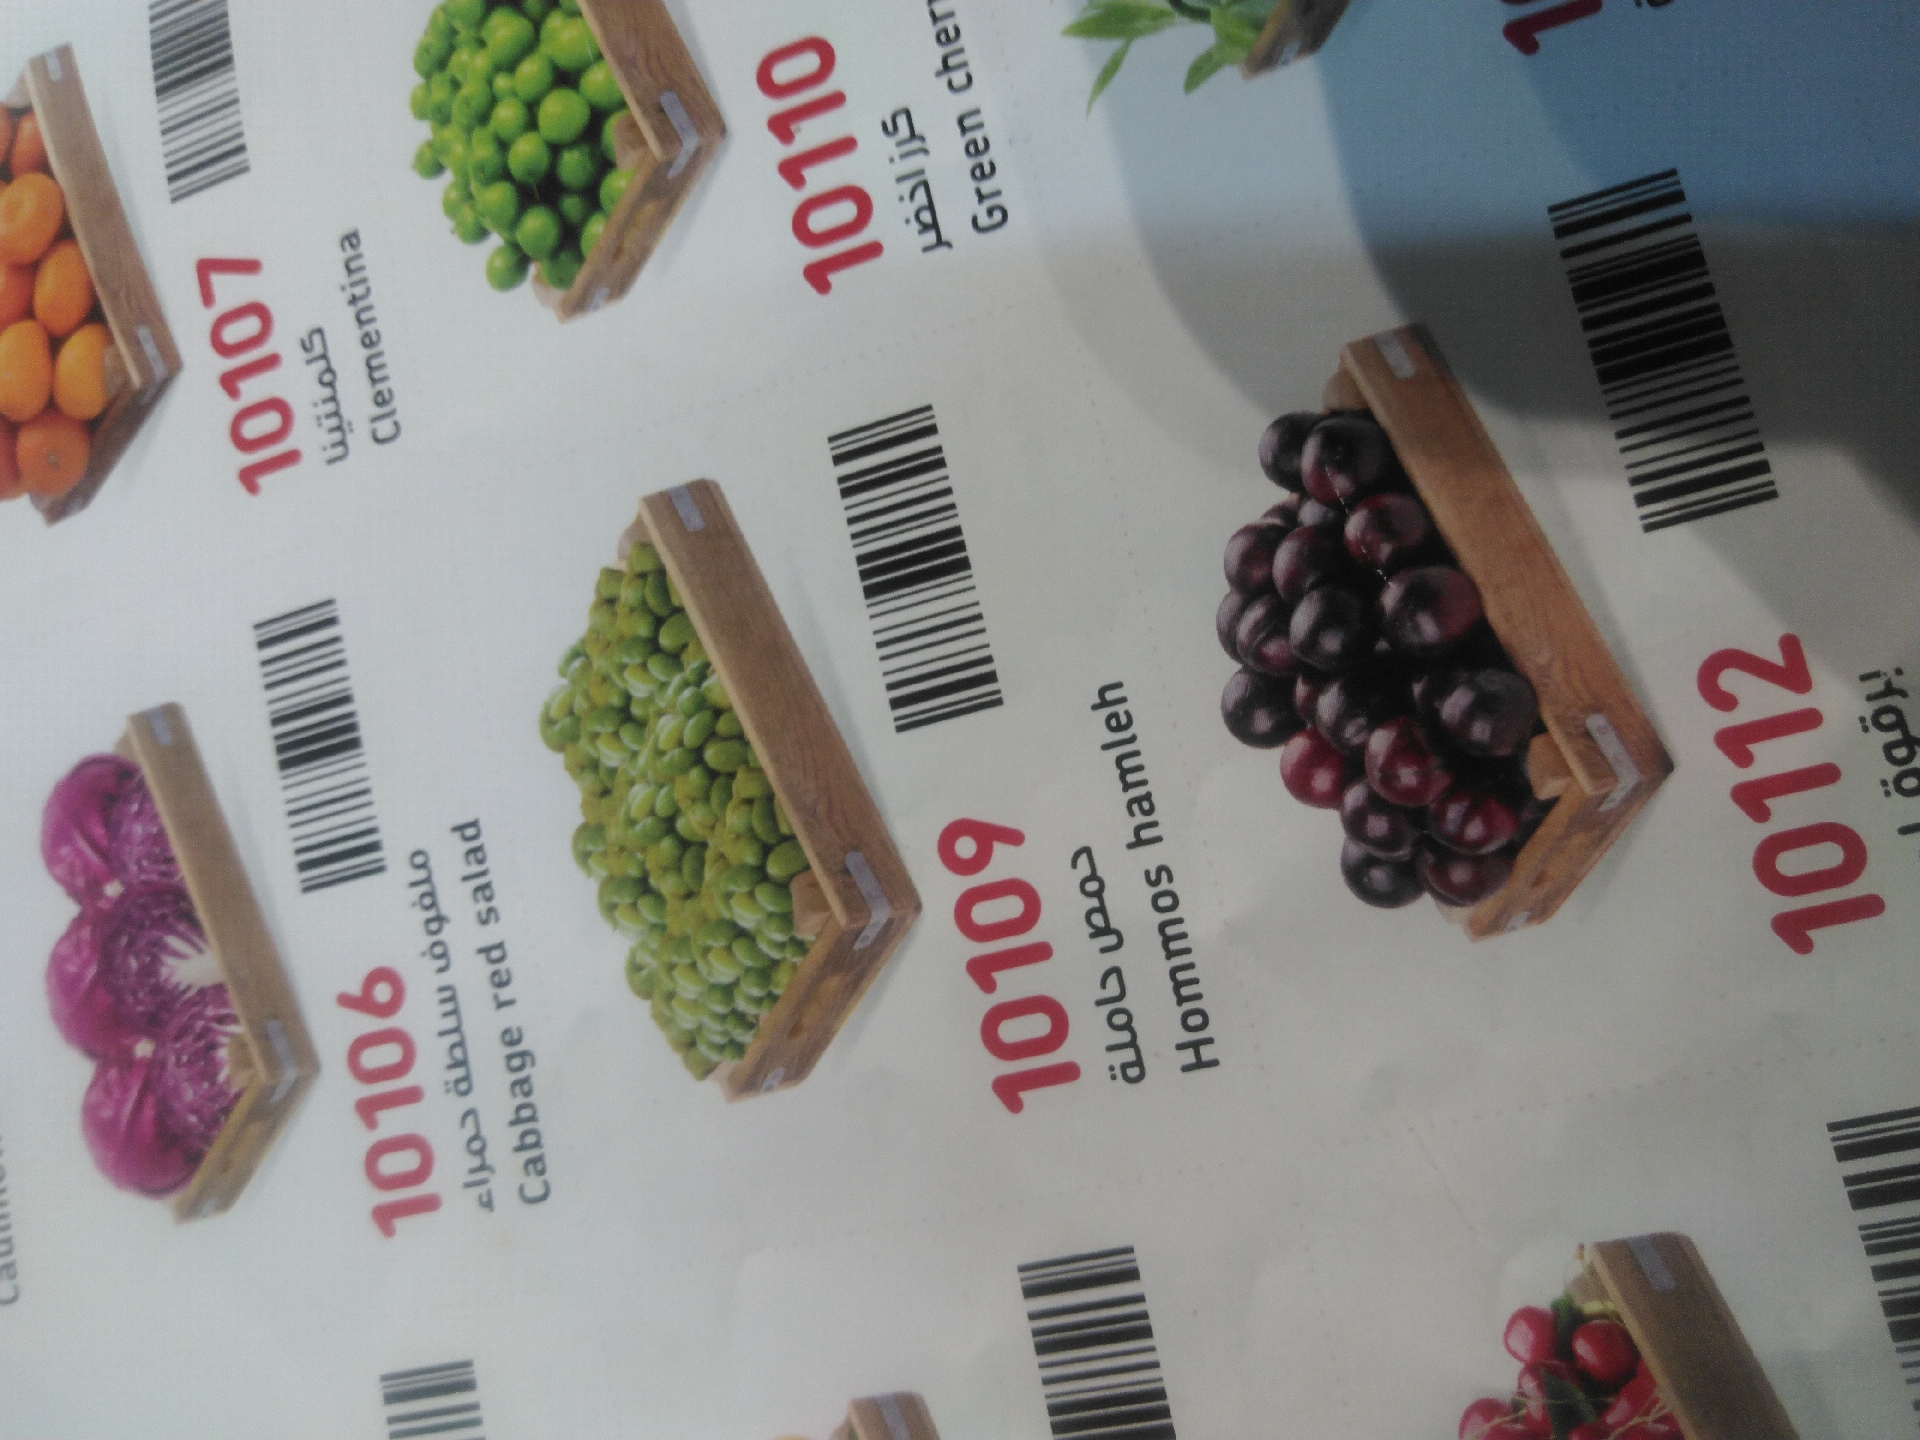 10107
كلمنتينا
Clementina
10110
كرز اخضر
Green
10106
ملفوف سلطة حمراء
Cabbage red salad
10109
حمص حاملة
Hommos hamleh
10112